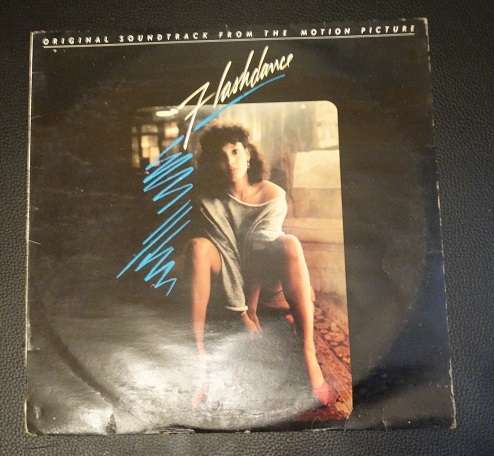 ORIGINAL SOUNDTRACK FROM THE MOTION PICTURE
Flashdance